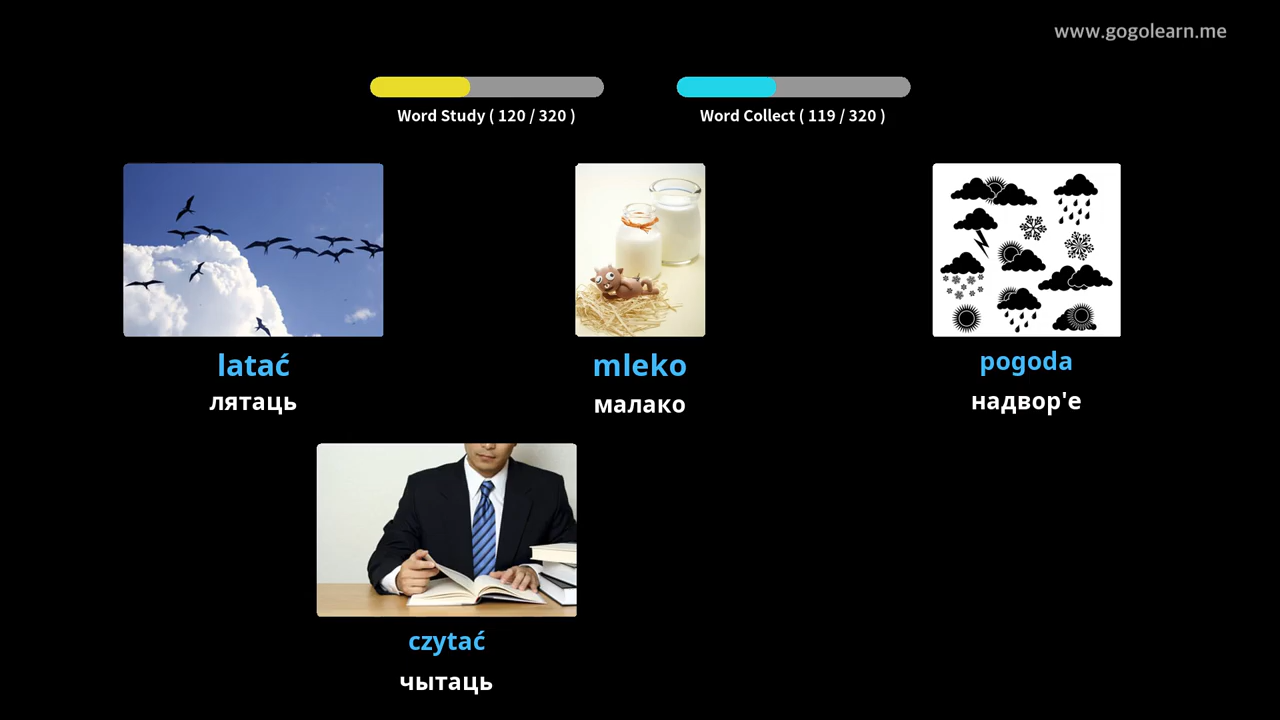 www.gogolearn.me
Word Study ( 120 / 320 )
Word Collect ( 119 / 320 )
latać
лятаць
mleko
малако
pogoda
надвор'е
czytać
чытаць